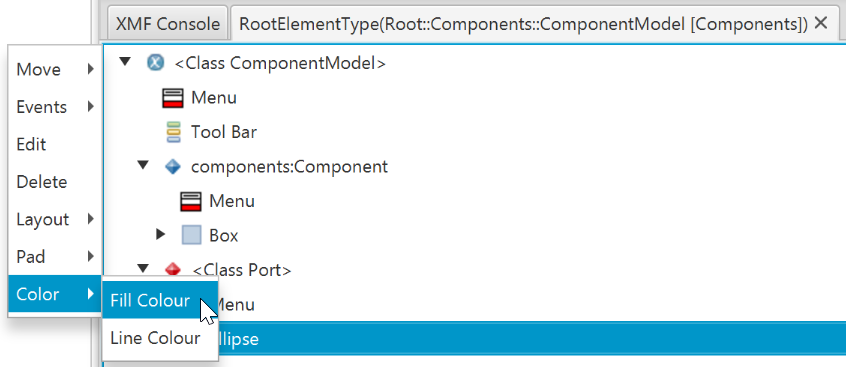 XMF Console
RootElementType(Root::Components::ComponentModel [Components])
<Class ComponentModel>
Menu
Tool Bar
components:Component
Menu
Box
<Class Port>
Menu
llipse
Move
Events
Edit
Delete
Layout
Pad
Color
Fill Colour
Line Colour